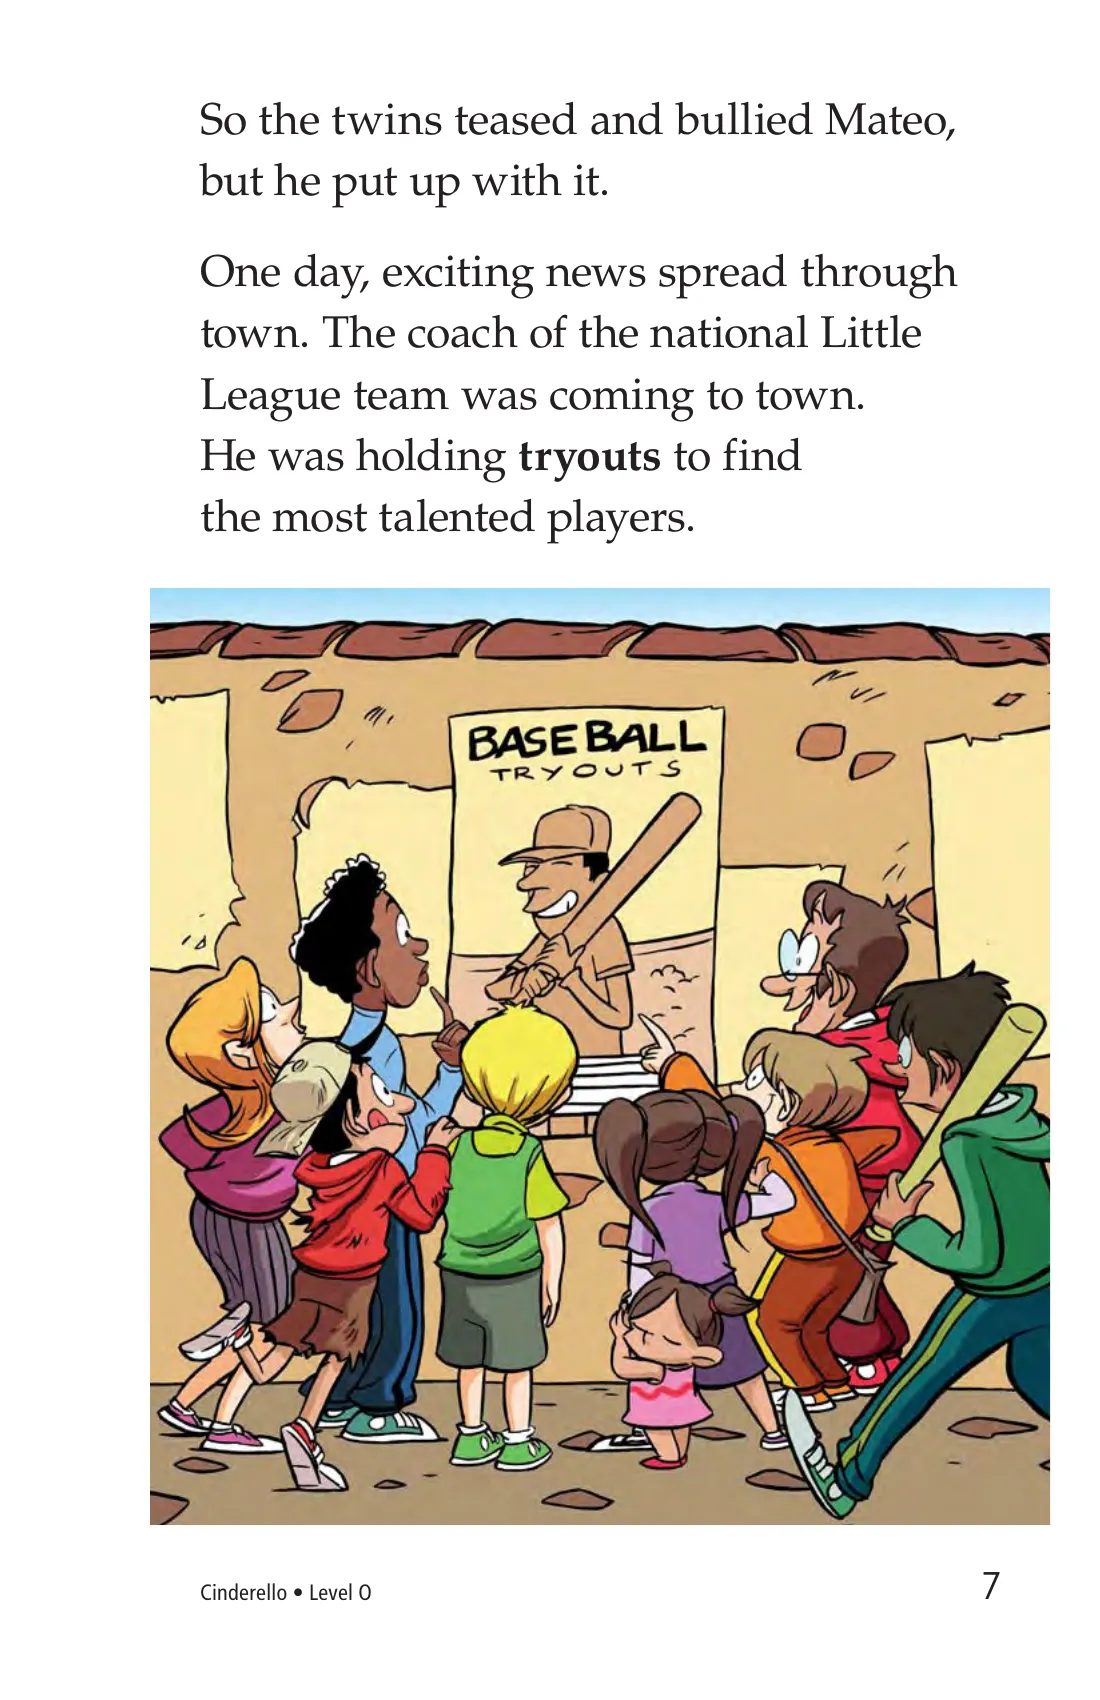 So the twins teased and bullied Mateo,
but he put up with it.
One day, exciting news spread through
town. The coach of the national Little
League team was coming to town.
He was holding tryouts to find
the most talented players.
BASEBALL
TRYOUTS
Cinderello • Level O
7